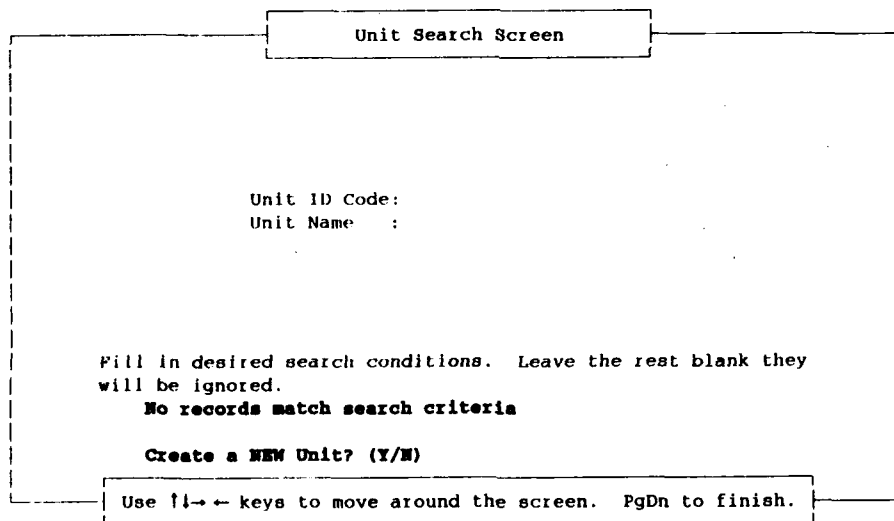 Unit Search Screen
Unit ID Code:
Unit Name :
Fill in desired search conditions. Leave the rest blank they
will be ignored.
No records match search criteria
Create a NEW Unit? (Y/N)
Use ↑↓→ ← keys to move around the screen. PgDn to finish.